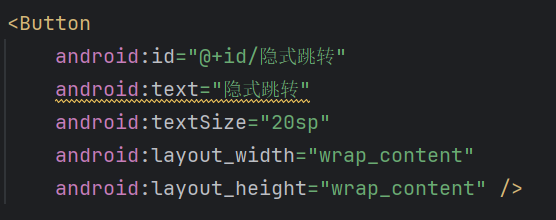 <Button
android:id="@+id/隐式跳转"
android:text="隐式跳转"
android:textSize="20sp"
android:layout_width="wrap_content"
android:layout_height="wrap_content" />